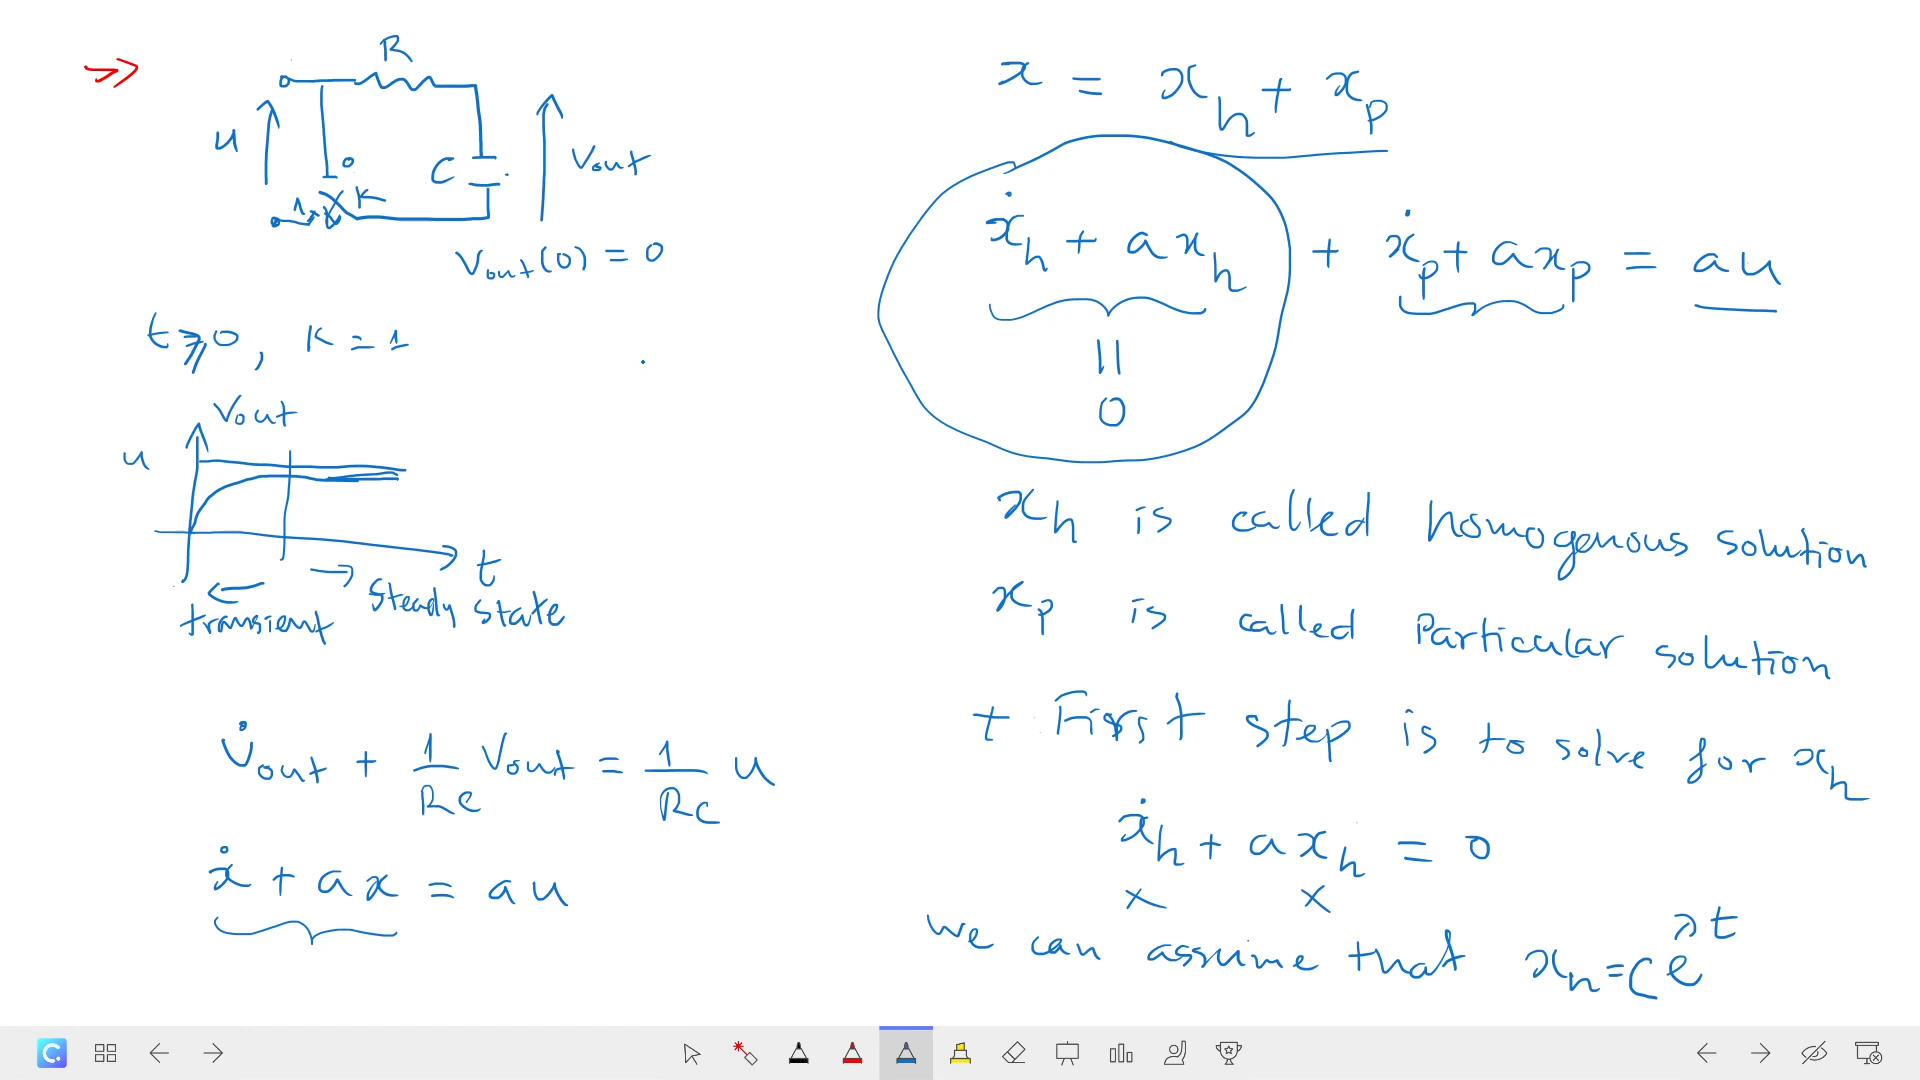 R
u
C
Vout
0
1
K
Vout(0) = 0
t ⩾ 0, K = 1
Vout
u
t
transient
steady state
V̇out + 1/RC Vout = 1/RC u
ẋ + ax = au
x = xh + xp
ẋh + axh + ẋp + axp = au
||
0
xh is called homogenous solution
xp is called Particular solution
+ First step is to solve for xh
ẋh + axh = 0
x x
we can assume that xh = C e^λt